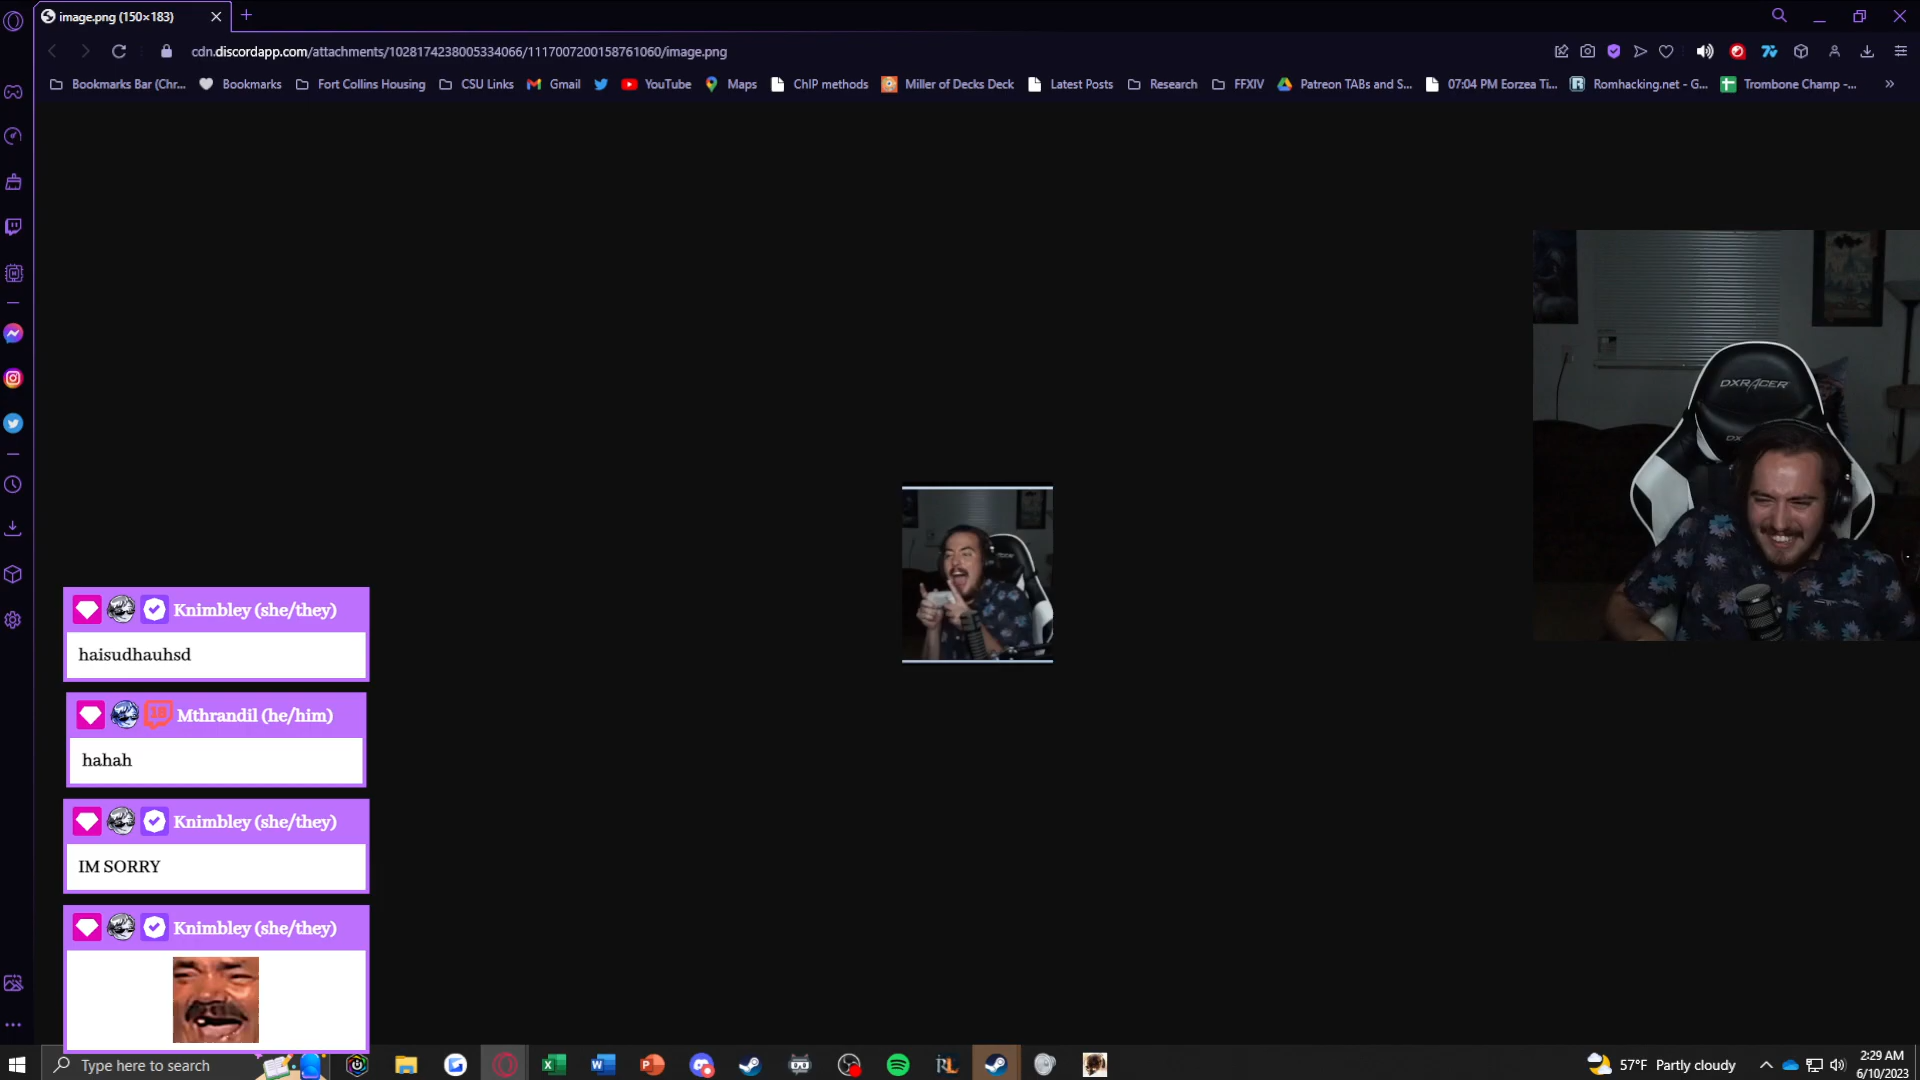 image.png (150×183)
cdn.discordapp.com/attachments/1028174238005334066/1117007200158761060/image.png
Bookmarks Bar (Chr... Bookmarks Fort Collins Housing CSU Links Gmail YouTube Maps ChIP methods Miller of Decks Deck Latest Posts Research FFXIV Patreon TABs and S... 07:04 PM Eorzea Ti... Romhacking.net - G... Trombone Champ -...
DXRACER
Knimbley (she/they)
haisudhauhsd
18 Mthrandil (he/him)
hahah
Knimbley (she/they)
IM SORRY
Knimbley (she/they)
Type here to search
57°F Partly cloudy
2:29 AM
6/10/2023